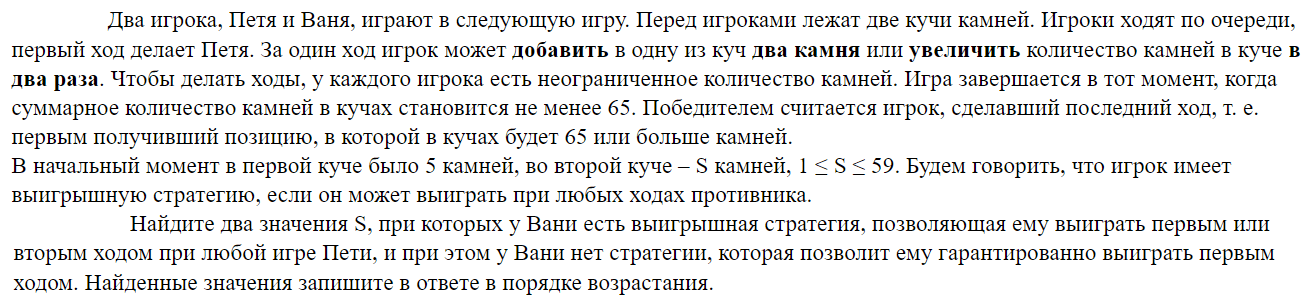 Два игрока, Петя и Ваня, играют в следующую игру. Перед игроками лежат две кучи камней. Игроки ходят по очереди,
первый ход делает Петя. За один ход игрок может добавить в одну из куч два камня или увеличить количество камней в куче в
два раза. Чтобы делать ходы, у каждого игрока есть неограниченное количество камней. Игра завершается в тот момент, когда
суммарное количество камней в кучах становится не менее 65. Победителем считается игрок, сделавший последний ход, т. е.
первым получивший позицию, в которой в кучах будет 65 или больше камней.
В начальный момент в первой куче было 5 камней, во второй куче – S камней, 1 ≤ S ≤ 59. Будем говорить, что игрок имеет
выигрышную стратегию, если он может выиграть при любых ходах противника.
Найдите два значения S, при которых у Вани есть выигрышная стратегия, позволяющая ему выиграть первым или
вторым ходом при любой игре Пети, и при этом у Вани нет стратегии, которая позволит ему гарантированно выиграть первым
ходом. Найденные значения запишите в ответе в порядке возрастания.